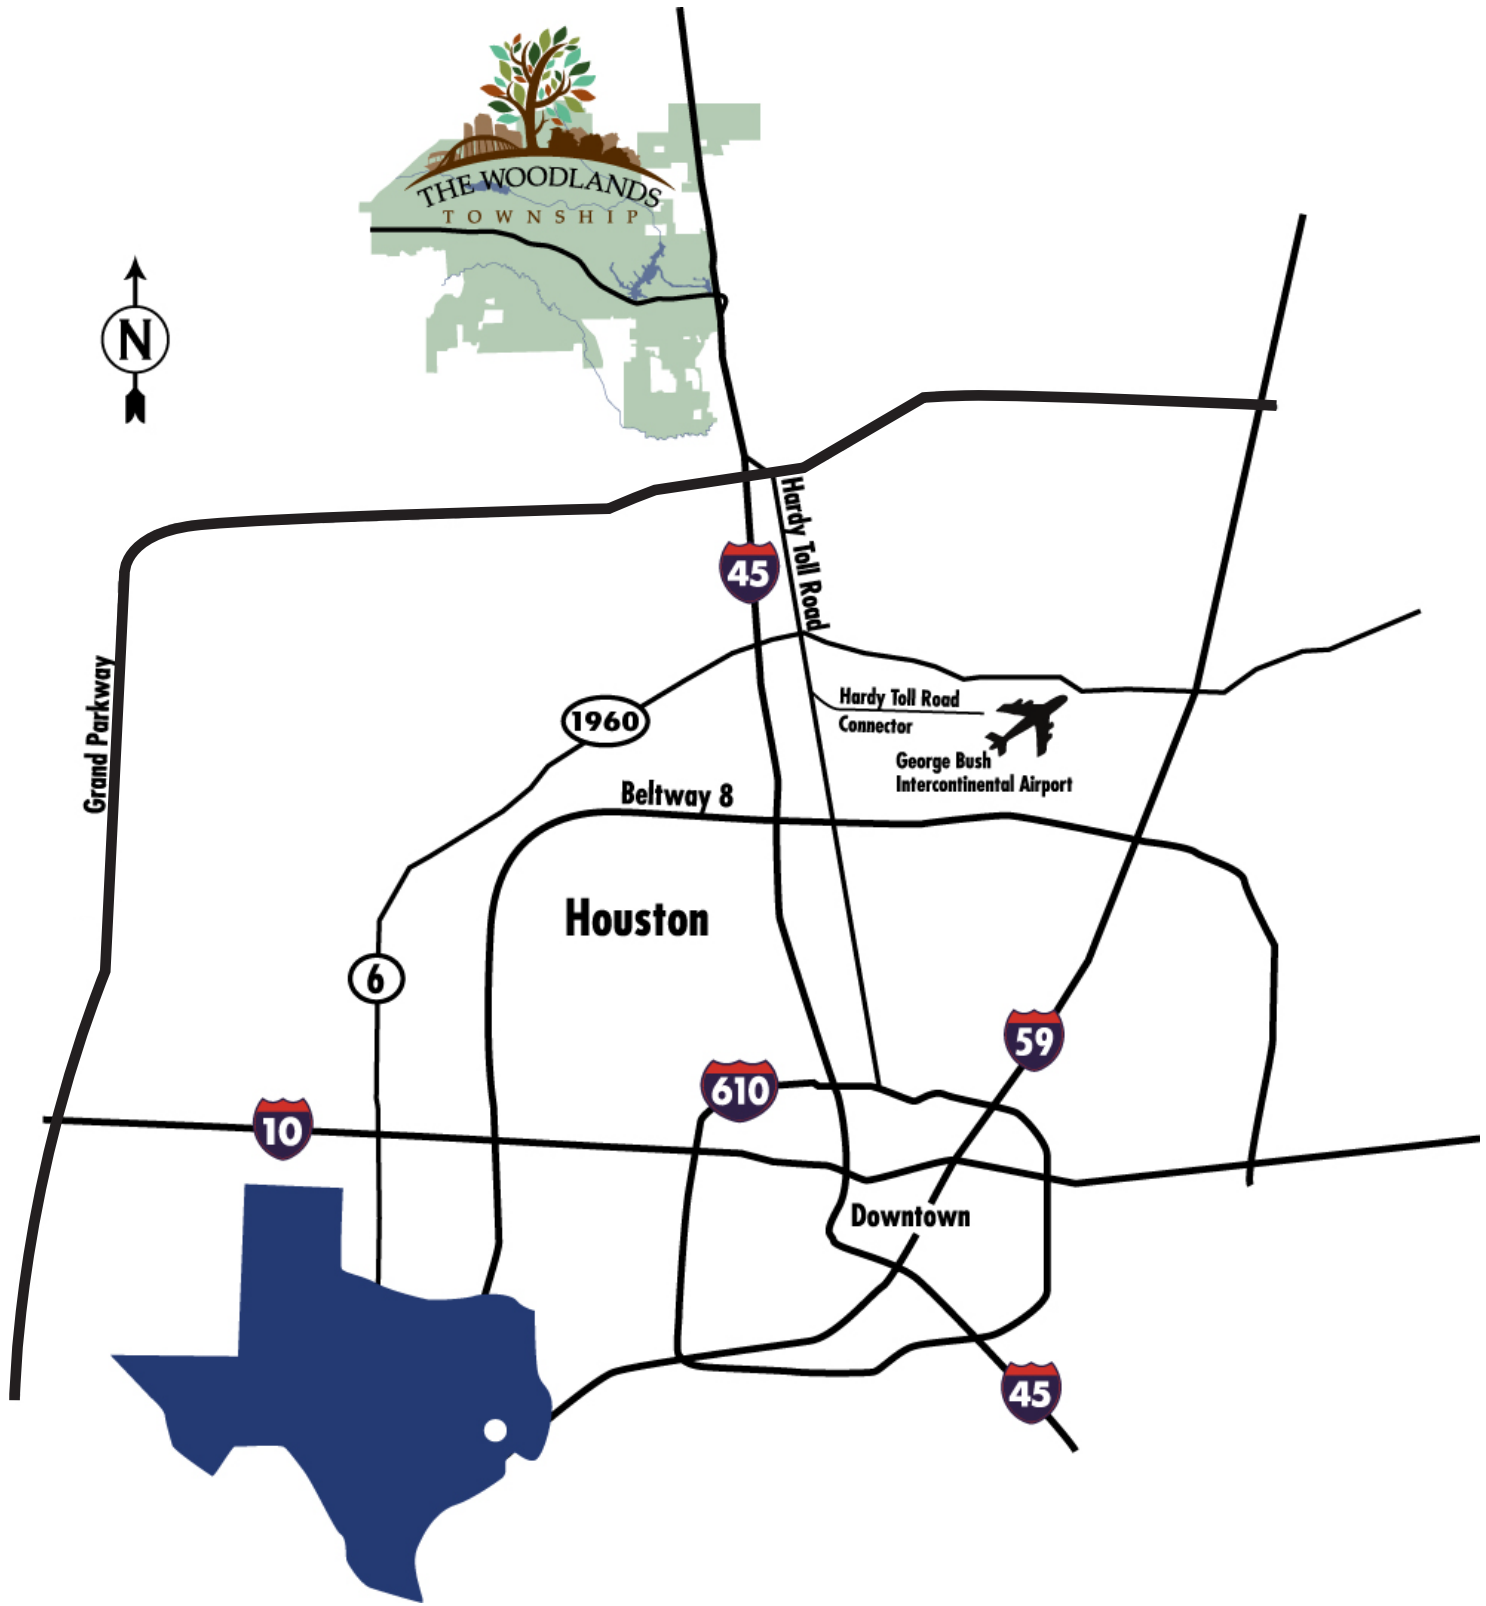 THE WOODLANDS
TOWNSHIP
N
Hardy Toll Road
45
Grand Parkway
1960
Hardy Toll Road
Connector
George Bush
Intercontinental Airport
Beltway 8
Houston
6
59
610
10
Downtown
45